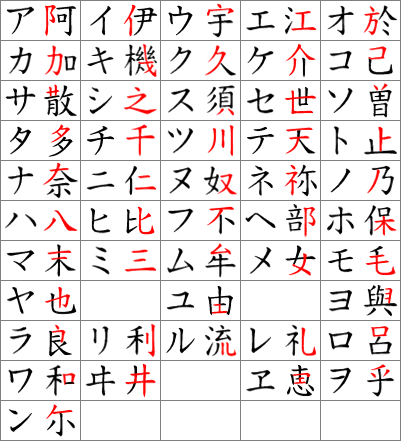 ア阿 イ伊 ウ宇 エ江 オ於
カ加 キ機 ク久 ケ介 コ己
サ散 シ之 ス須 セ世 ソ曽
タ多 チ千 ツ川 テ天 ト止
ナ奈 ニ仁 ヌ奴 ネ祢 ノ乃
ハ八 ヒ比 フ不 ヘ部 ホ保
マ末 ミ三 ム牟 メ女 モ毛
ヤ也 ユ由 ヨ與
ラ良 リ利 ル流 レ礼 ロ呂
ワ和 ヰ井 ヱ恵 ヲ乎
ン尓